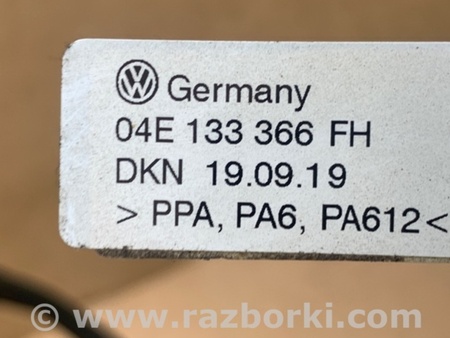 Germany
04E 133 366 FH
DKN 19.09.19
> PPA, PA6, PA612<
© www.razborki.com